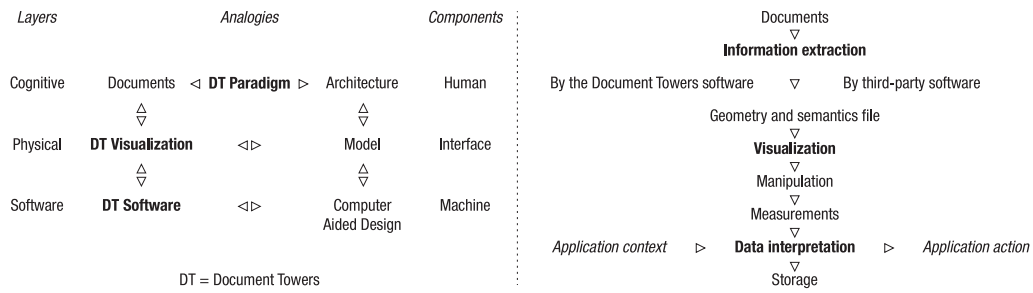 Layers Analogies Components
Cognitive Documents DT Paradigm Architecture Human
Physical DT Visualization Model Interface
Software DT Software Computer Aided Design Machine
DT = Document Towers
Documents
Information extraction
By the Document Towers software By third-party software
Geometry and semantics file
Visualization
Manipulation
Measurements
Application context Data interpretation Application action
Storage